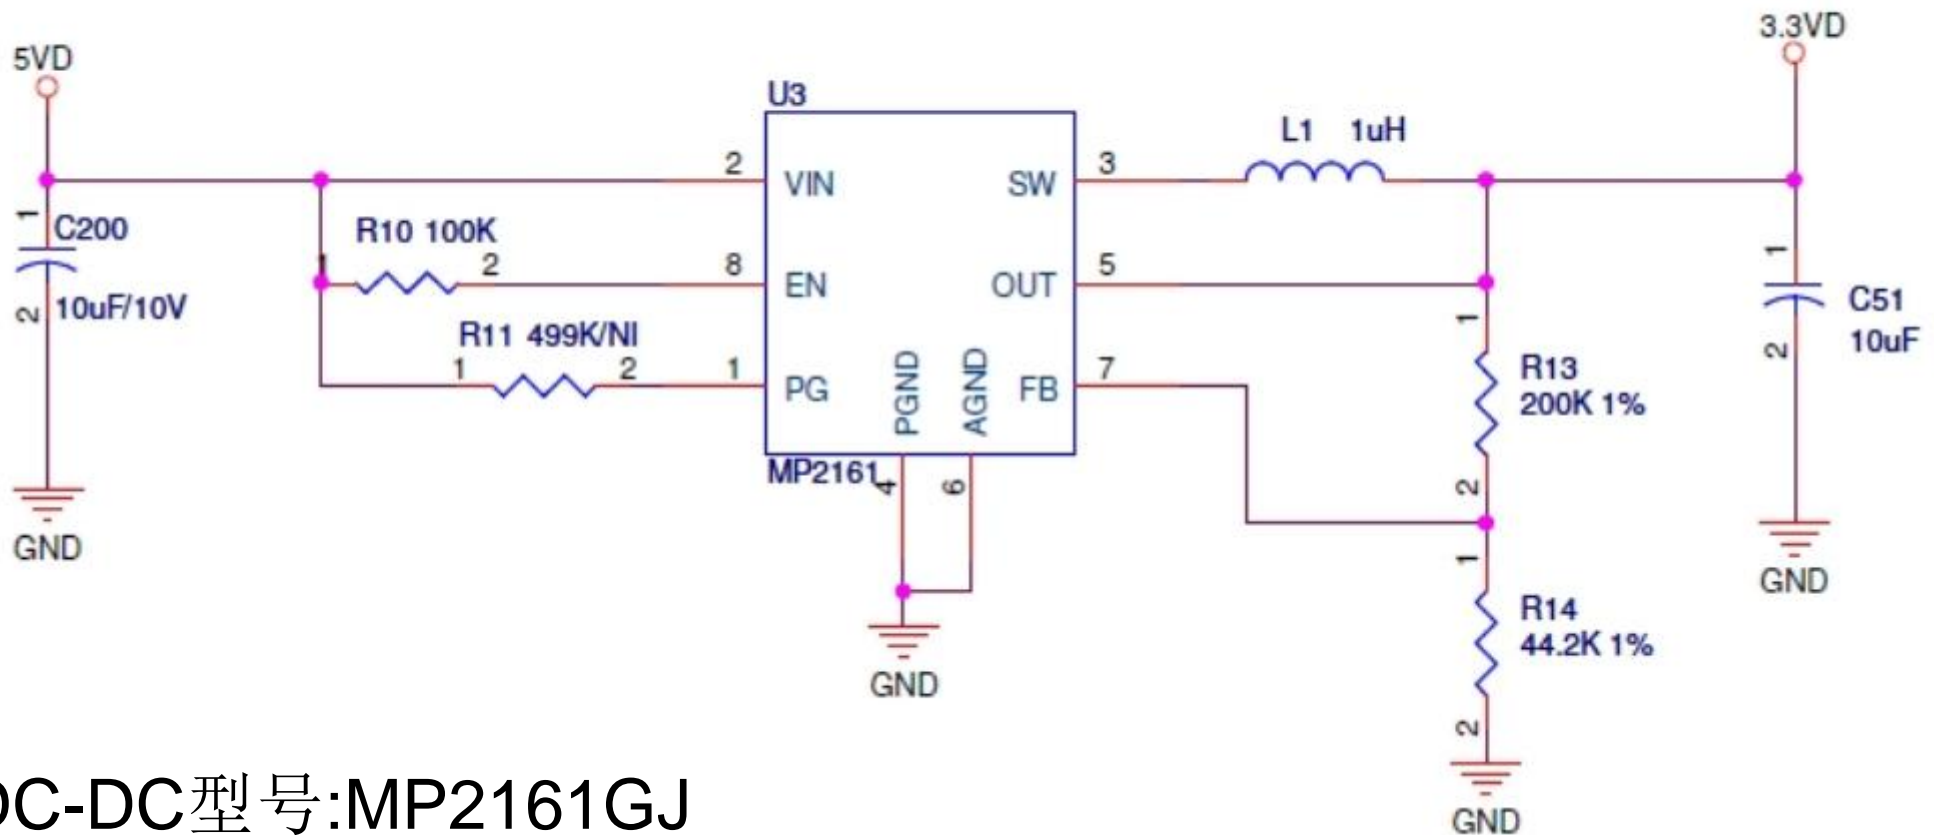 5VD
3.3VD
U3
L1 1uH
2 VIN
SW 3
1
C200
R10 100K
1
2
8 EN
OUT 5
1
2
10uF/10V
C51
10uF
2
R11 499K/NI
1
2
1 PG
PGND
AGND
FB 7
1
R13
200K 1%
2
MP2161
4
6
GND
1
R14
44.2K 1%
2
GND
GND
GND
DC-DC型号:MP2161GJ